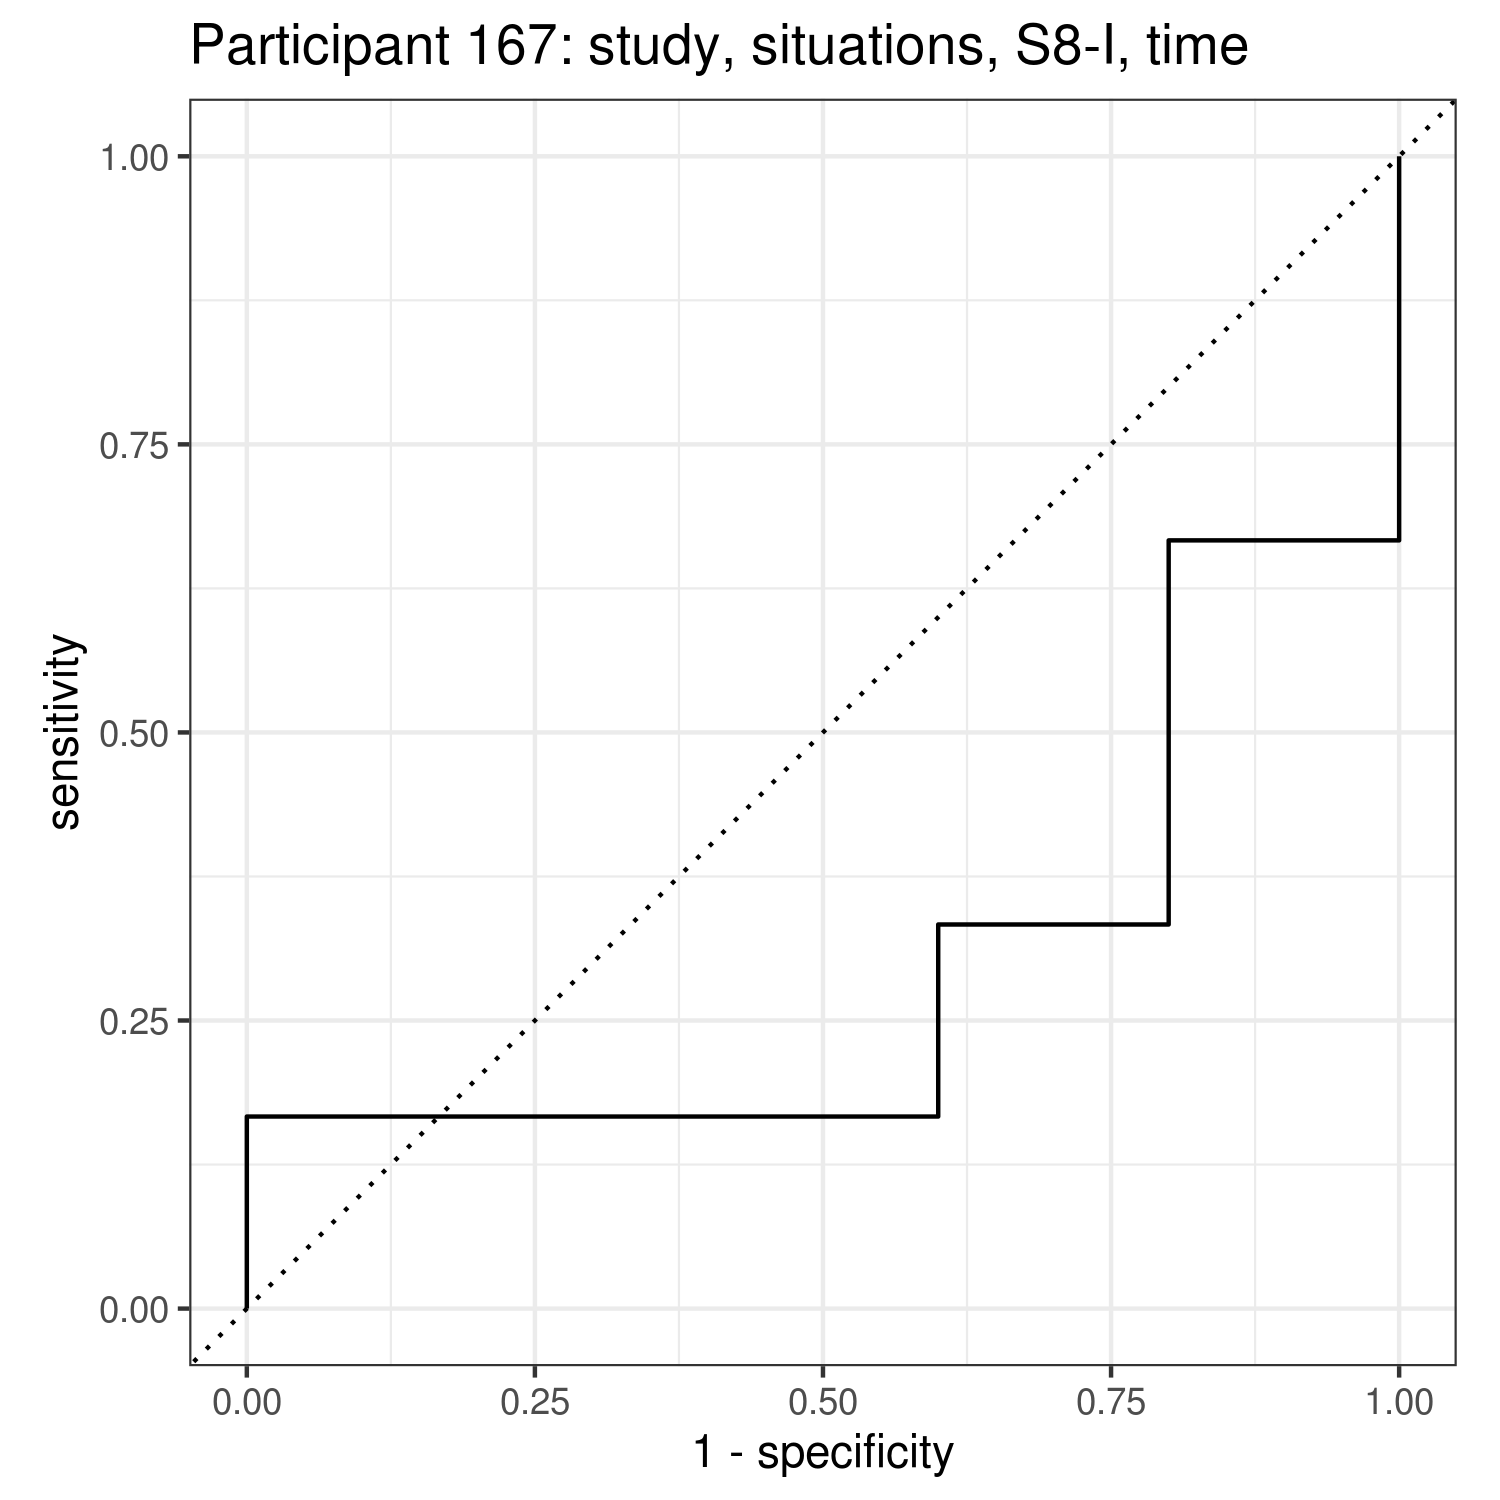 Participant 167: study, situations, S8-I, time
1.00
0.75
0.50
0.25
0.00
sensitivity
0.00 0.25 0.50 0.75 1.00
1 - specificity